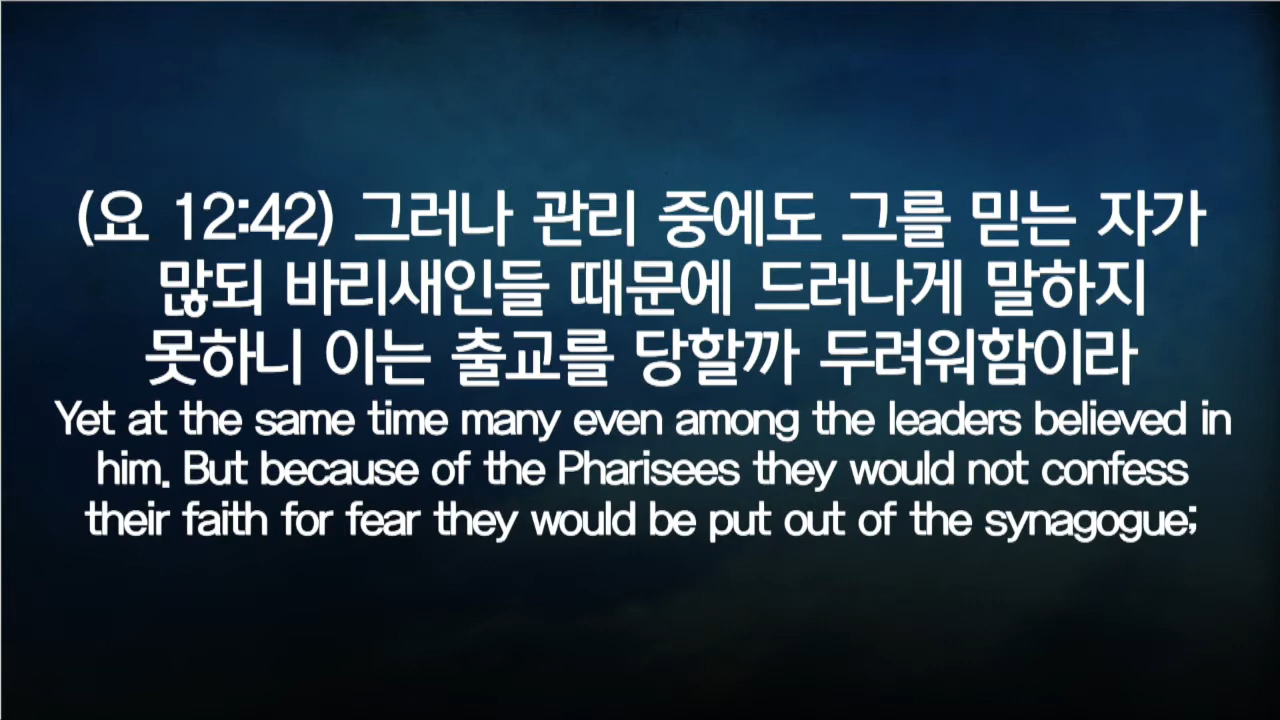 (요 12:42) 그러나 관리 중에도 그를 믿는 자가
많되 바리새인들 때문에 드러나게 말하지
못하니 이는 출교를 당할까 두려워함이라
Yet at the same time many even among the leaders believed in
him. But because of the Pharisees they would not confess
their faith for fear they would be put out of the synagogue;